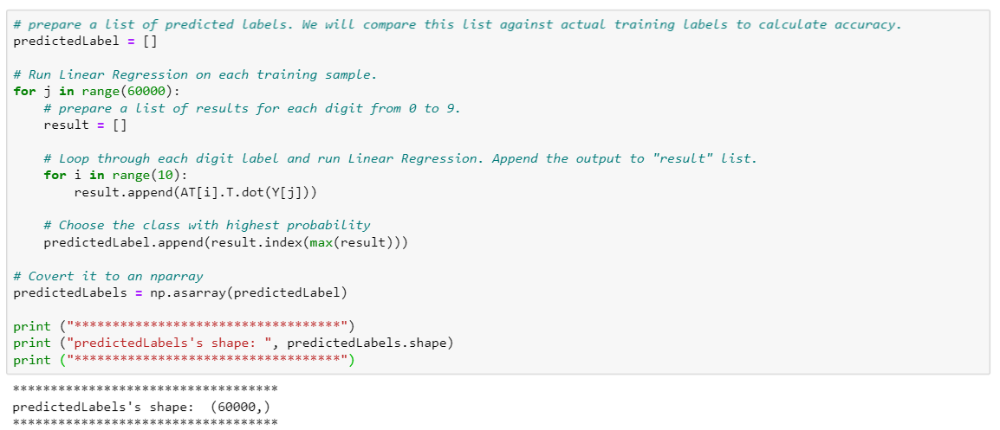 # prepare a list of predicted labels. We will compare this list against actual training labels to calculate accuracy.
predictedLabel = []
# Run Linear Regression on each training sample.
for j in range(60000):
# prepare a list of results for each digit from 0 to 9.
result = []
# Loop through each digit label and run Linear Regression. Append the output to "result" list.
for i in range(10):
result.append(AT[i].T.dot(Y[j]))
# Choose the class with highest probability
predictedLabel.append(result.index(max(result)))
# Covert it to an nparray
predictedLabels = np.asarray(predictedLabel)
print ("***********************************")
print ("predictedLabels's shape: ", predictedLabels.shape)
print ("***********************************")
***********************************
predictedLabels's shape:  (60000,)
***********************************